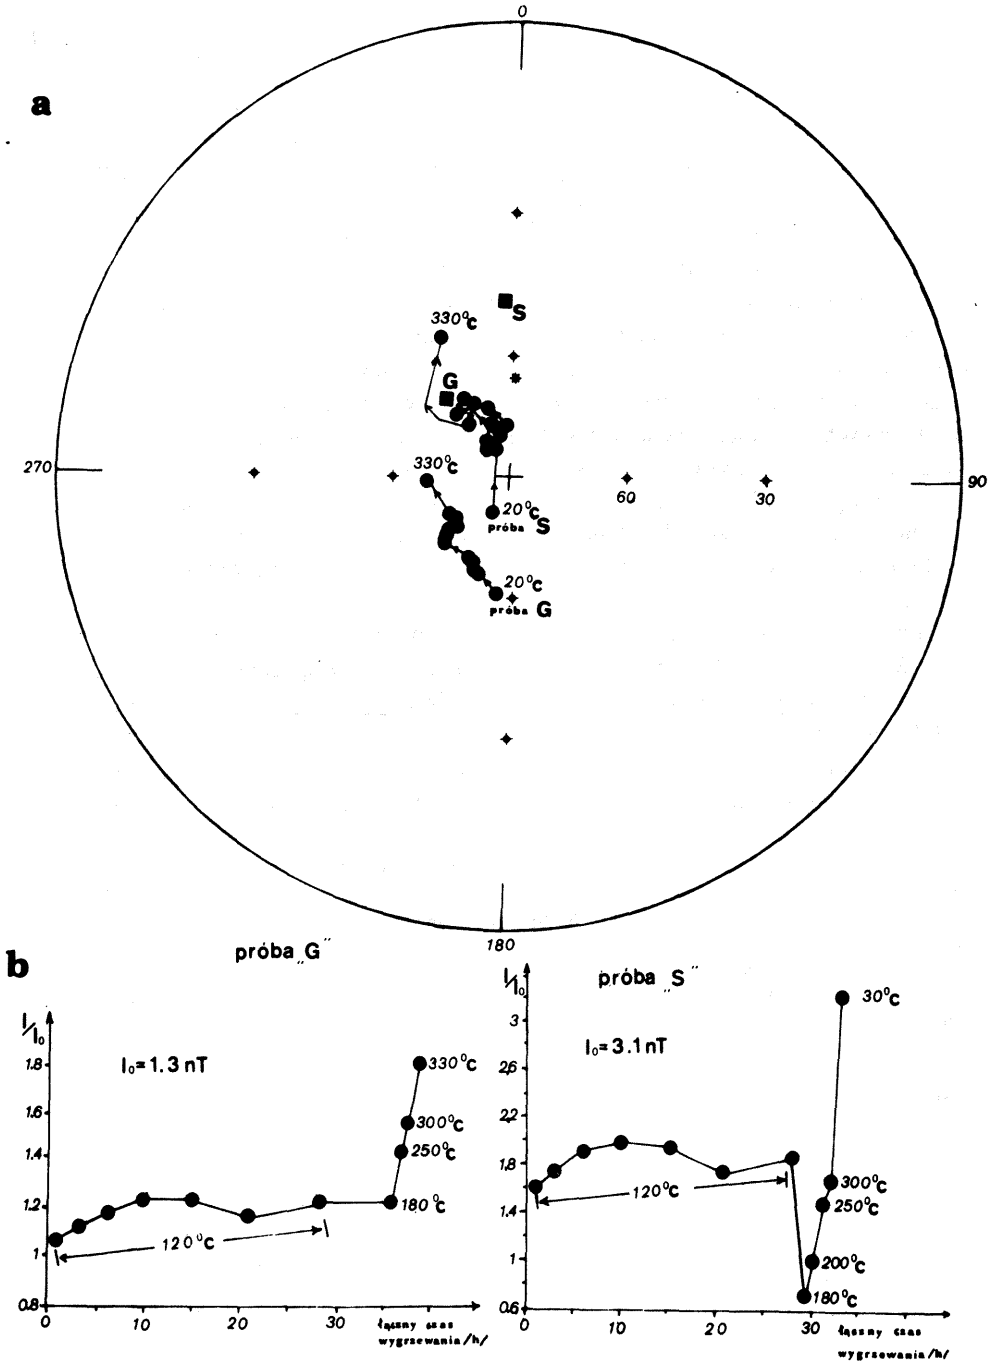 0
a
S
330°C
G
270
330°C
90
60
30
20°C
próba S
20°C
próba G
180
b
próba „G”
próba „S”
I/I₀
I₀=1.3 nT
1.8
1.6
1.4
1.2
1
0.8
330°C
300°C
250°C
180°C
120°C
0
10
20
30
łączny czas
wygrzewania /h/
I/I₀
I₀=3.1 nT
3
2,6
2,2
1,8
1.4
1
0.6
30°C
300°C
250°C
200°C
180°C
120°C
0
10
20
30
łączny czas
wygrzewania /h/